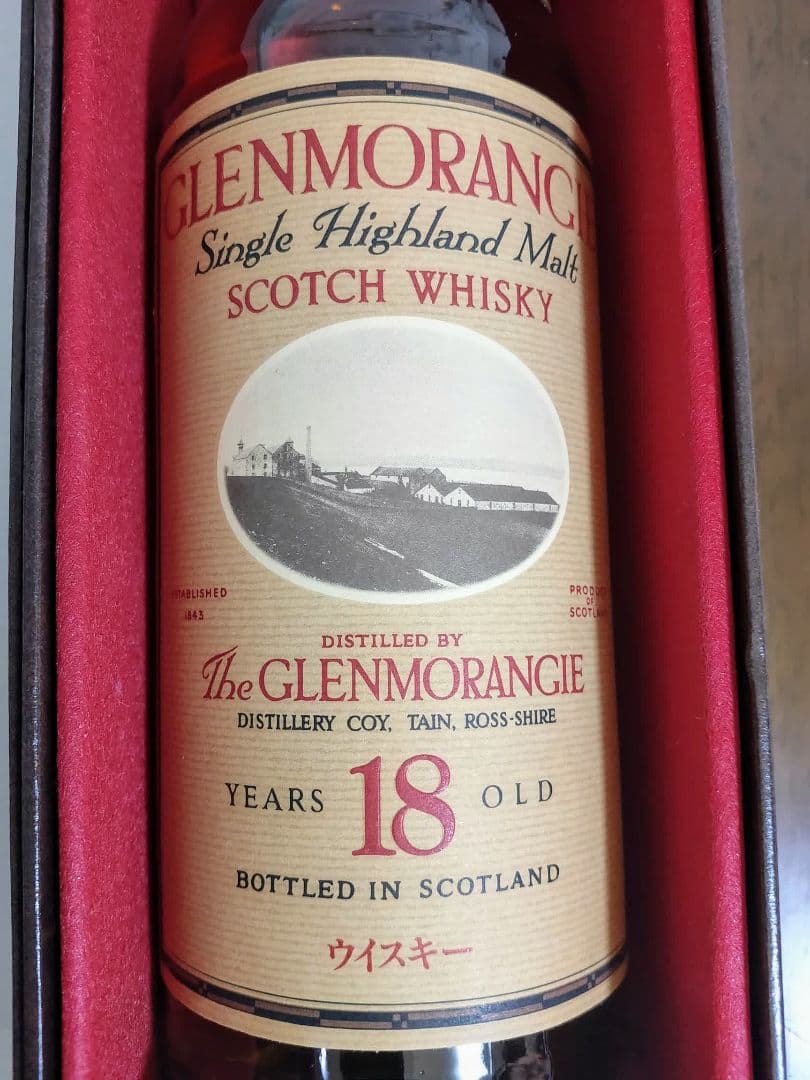 GLENMORANGIE
Single Highland Malt
SCOTCH WHISKY
ESTABLISHED
1843
PRODUCE
OF
SCOTLAND
DISTILLED BY
The GLENMORANGIE
DISTILLERY COY, TAIN, ROSS-SHIRE
YEARS 18 OLD
BOTTLED IN SCOTLAND
ウイスキー